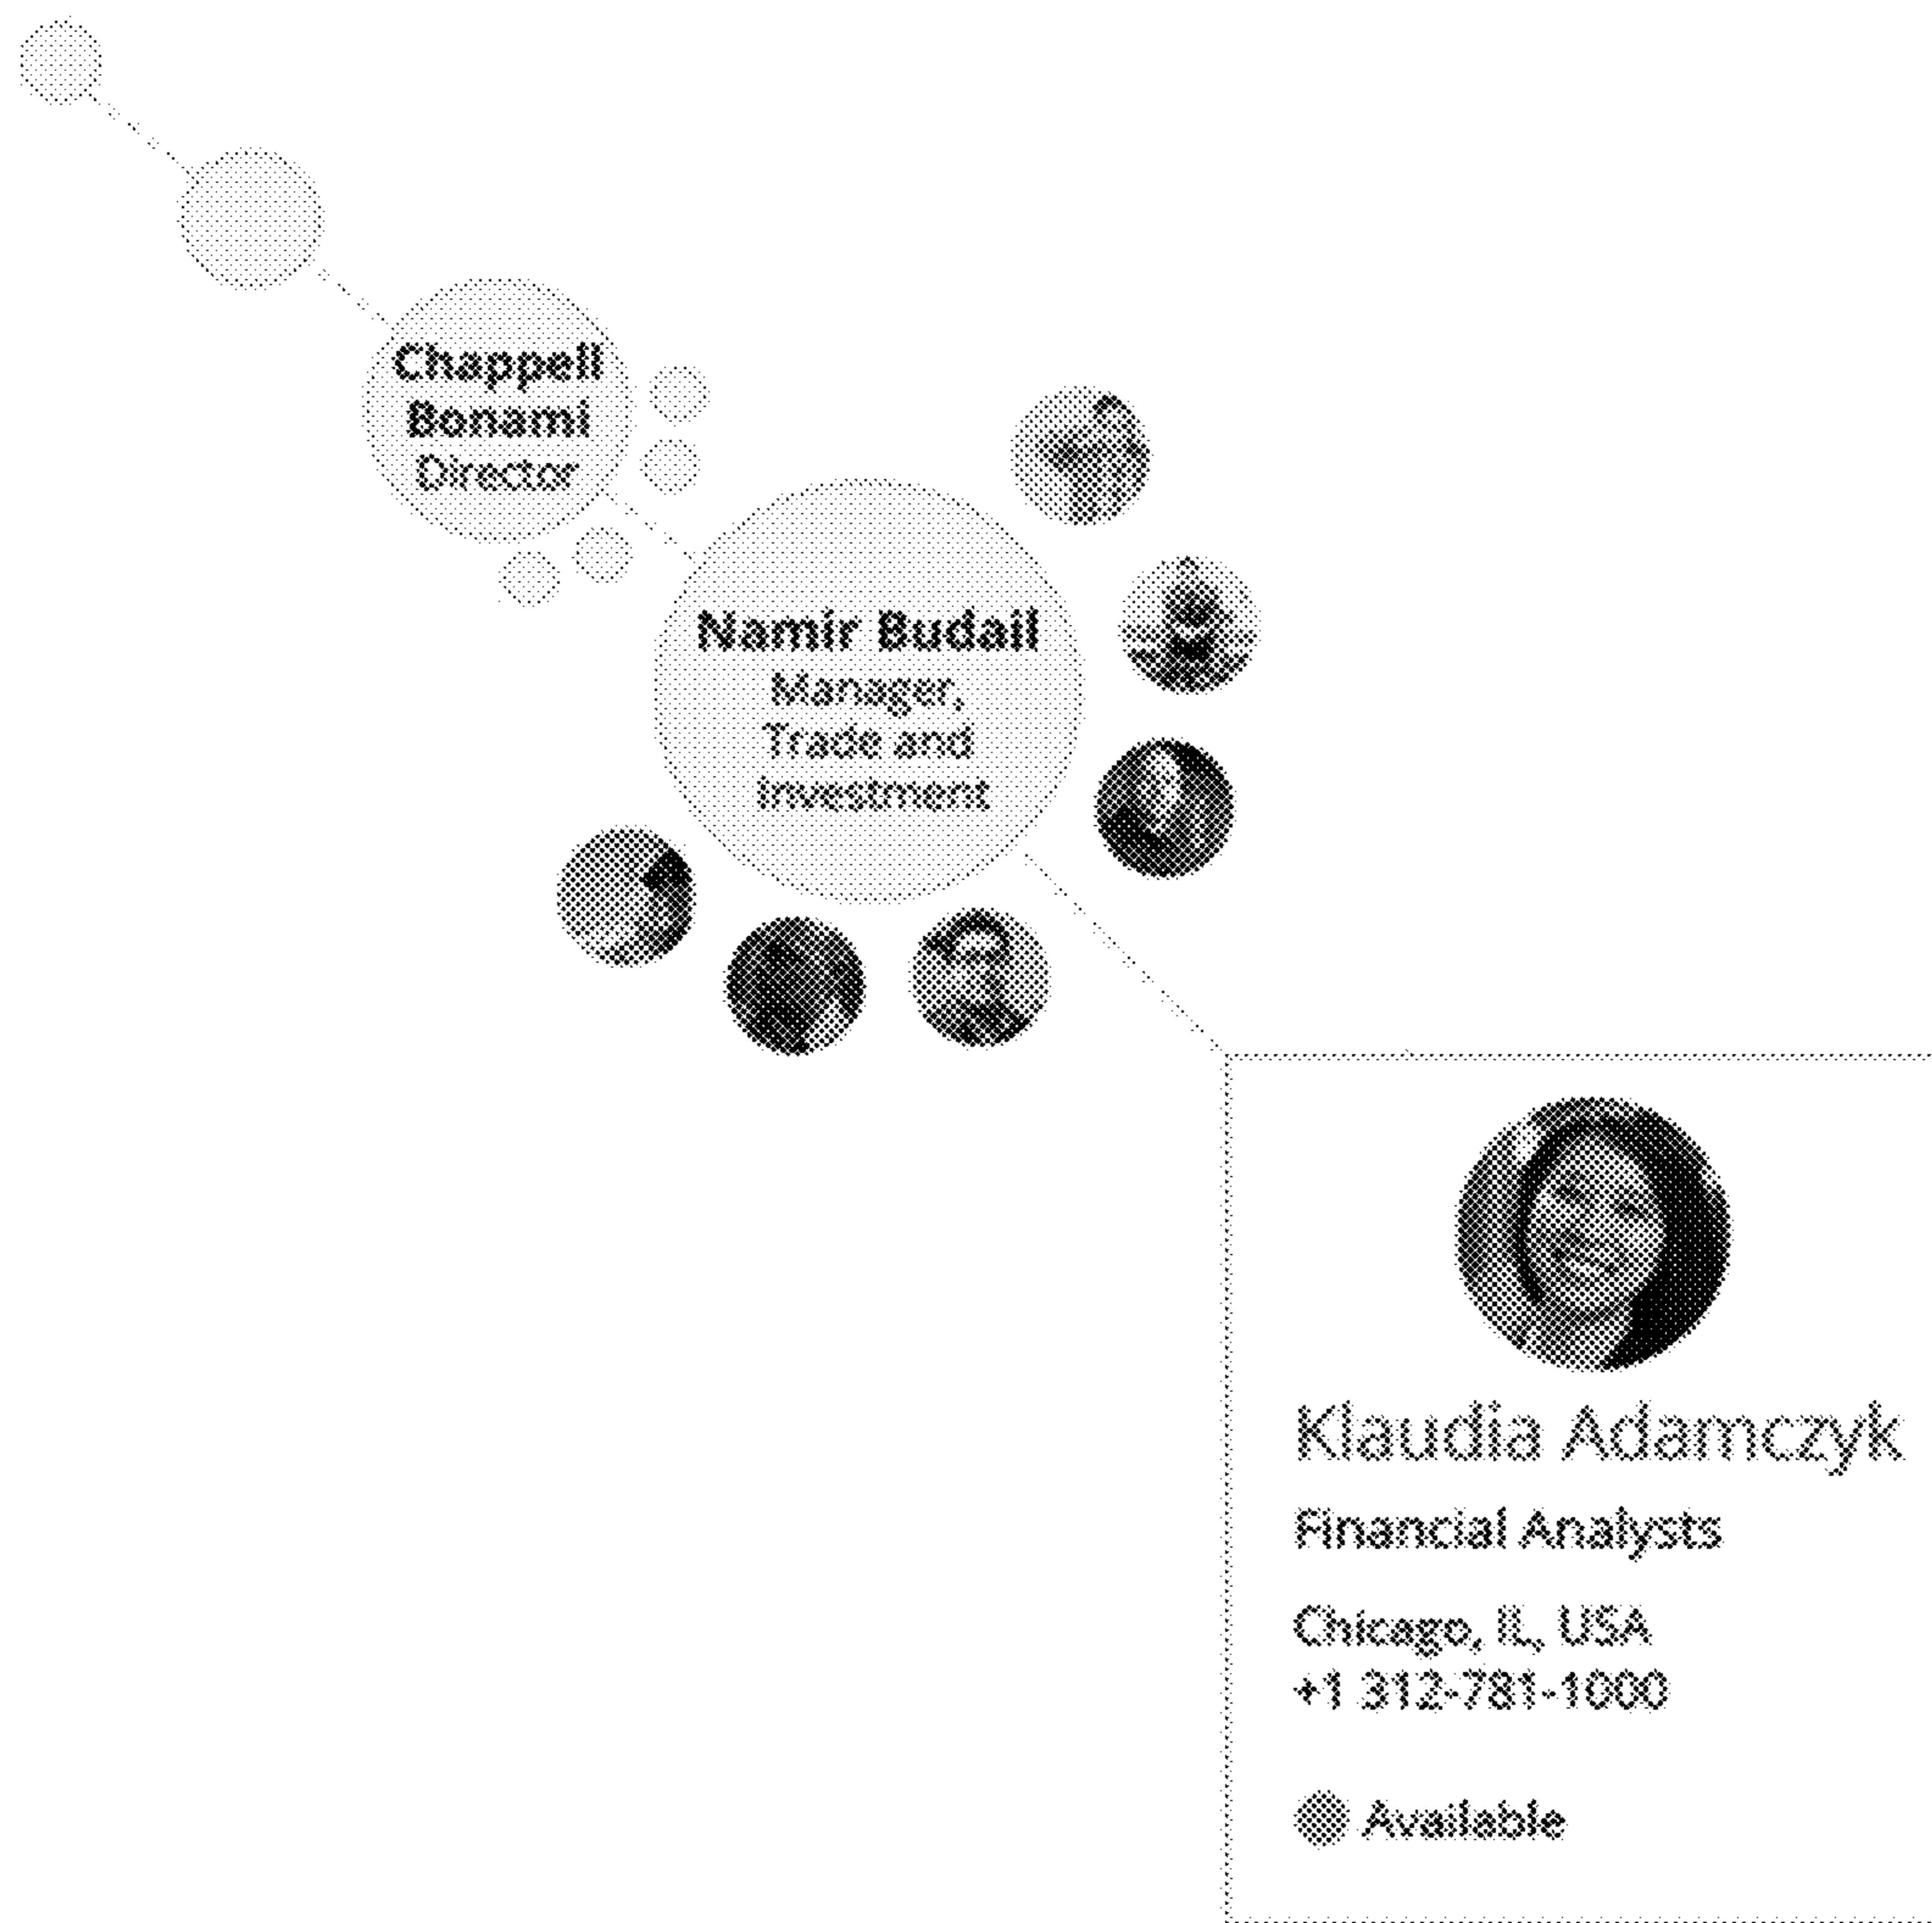 Chappell
Bonami
Director
Namir Budail
Manager,
Trade and
Investment
Klaudia Adamczyk
Financial Analysts
Chicago, IL, USA
+1 312-781-1000
Available